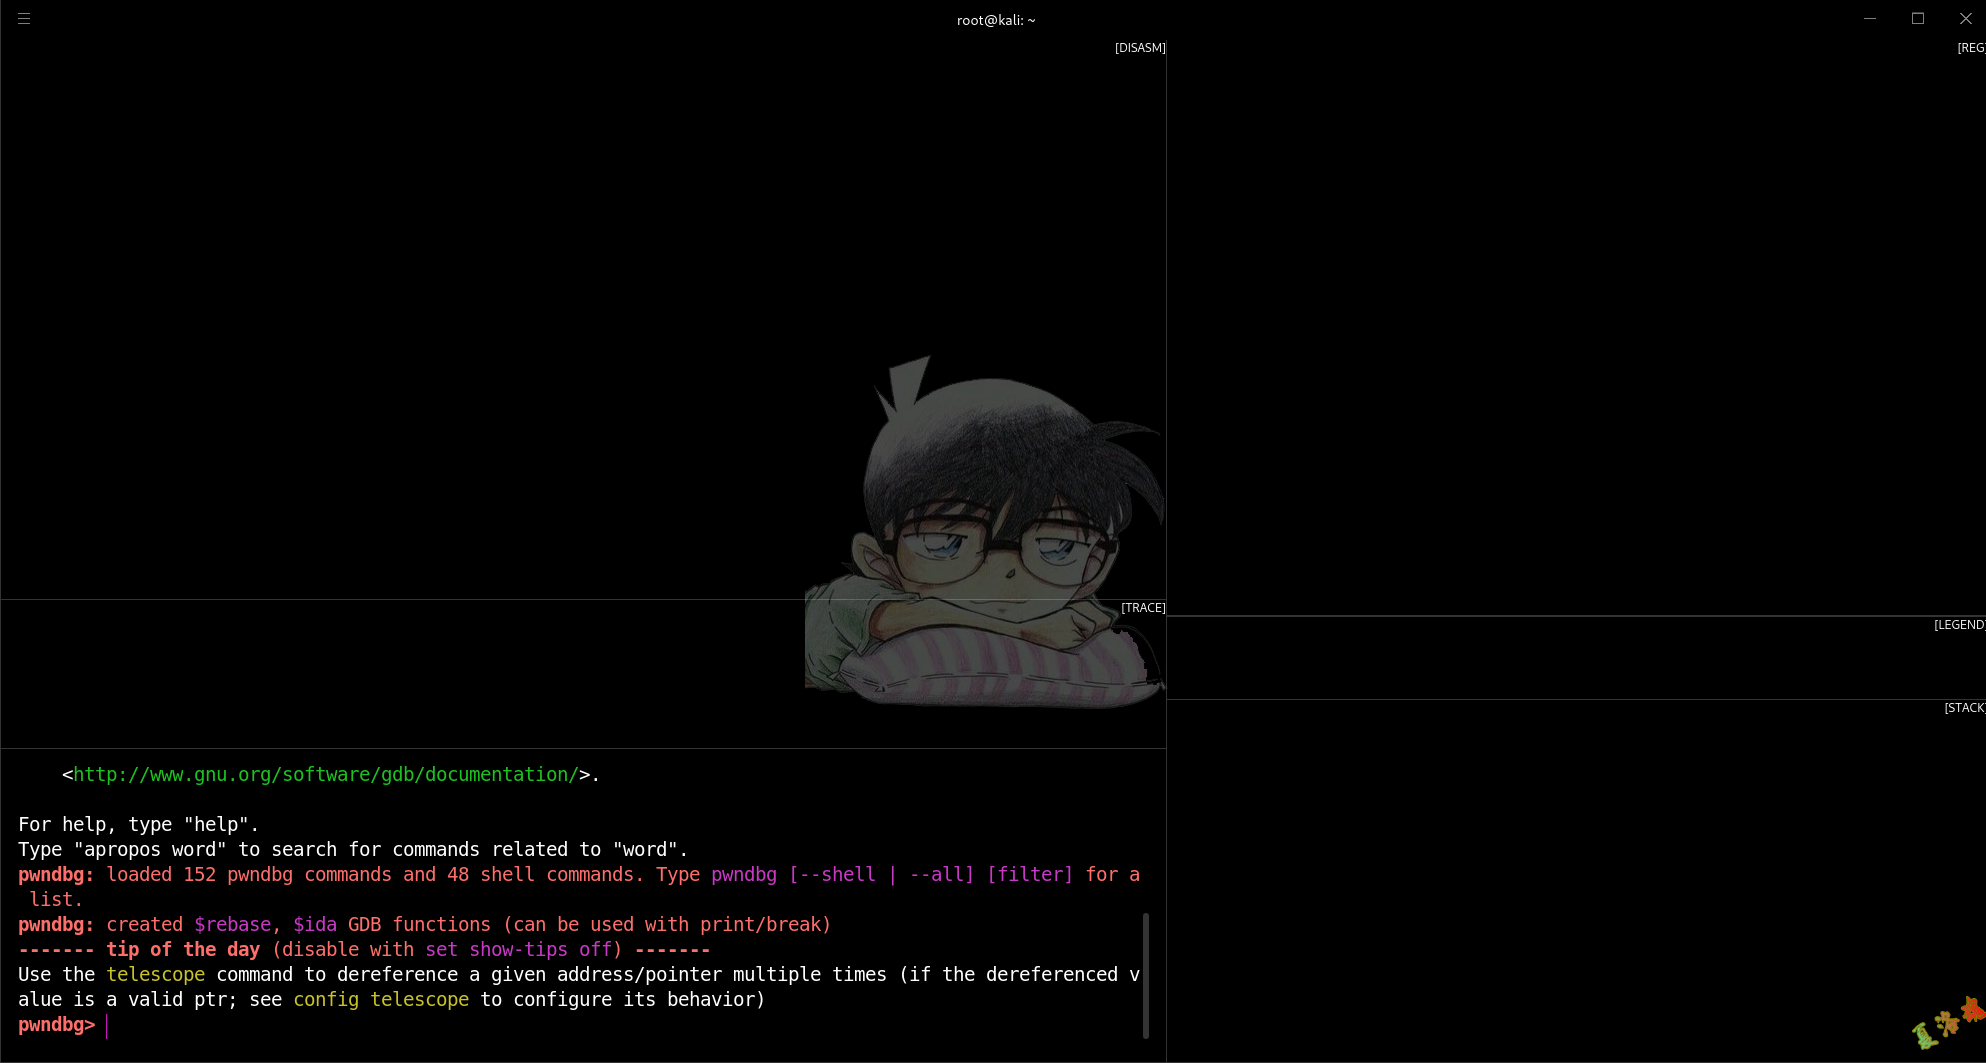 root@kali: ~
[DISASM]
[REG]
[TRACE]
[LEGEND]
[STACK]
<http://www.gnu.org/software/gdb/documentation/>.
For help, type "help".
Type "apropos word" to search for commands related to "word".
pwndbg: loaded 152 pwndbg commands and 48 shell commands. Type pwndbg [--shell | --all] [filter] for a
list.
pwndbg: created $rebase, $ida GDB functions (can be used with print/break)
------- tip of the day (disable with set show-tips off) -------
Use the telescope command to dereference a given address/pointer multiple times (if the dereferenced v
alue is a valid ptr; see config telescope to configure its behavior)
pwndbg>